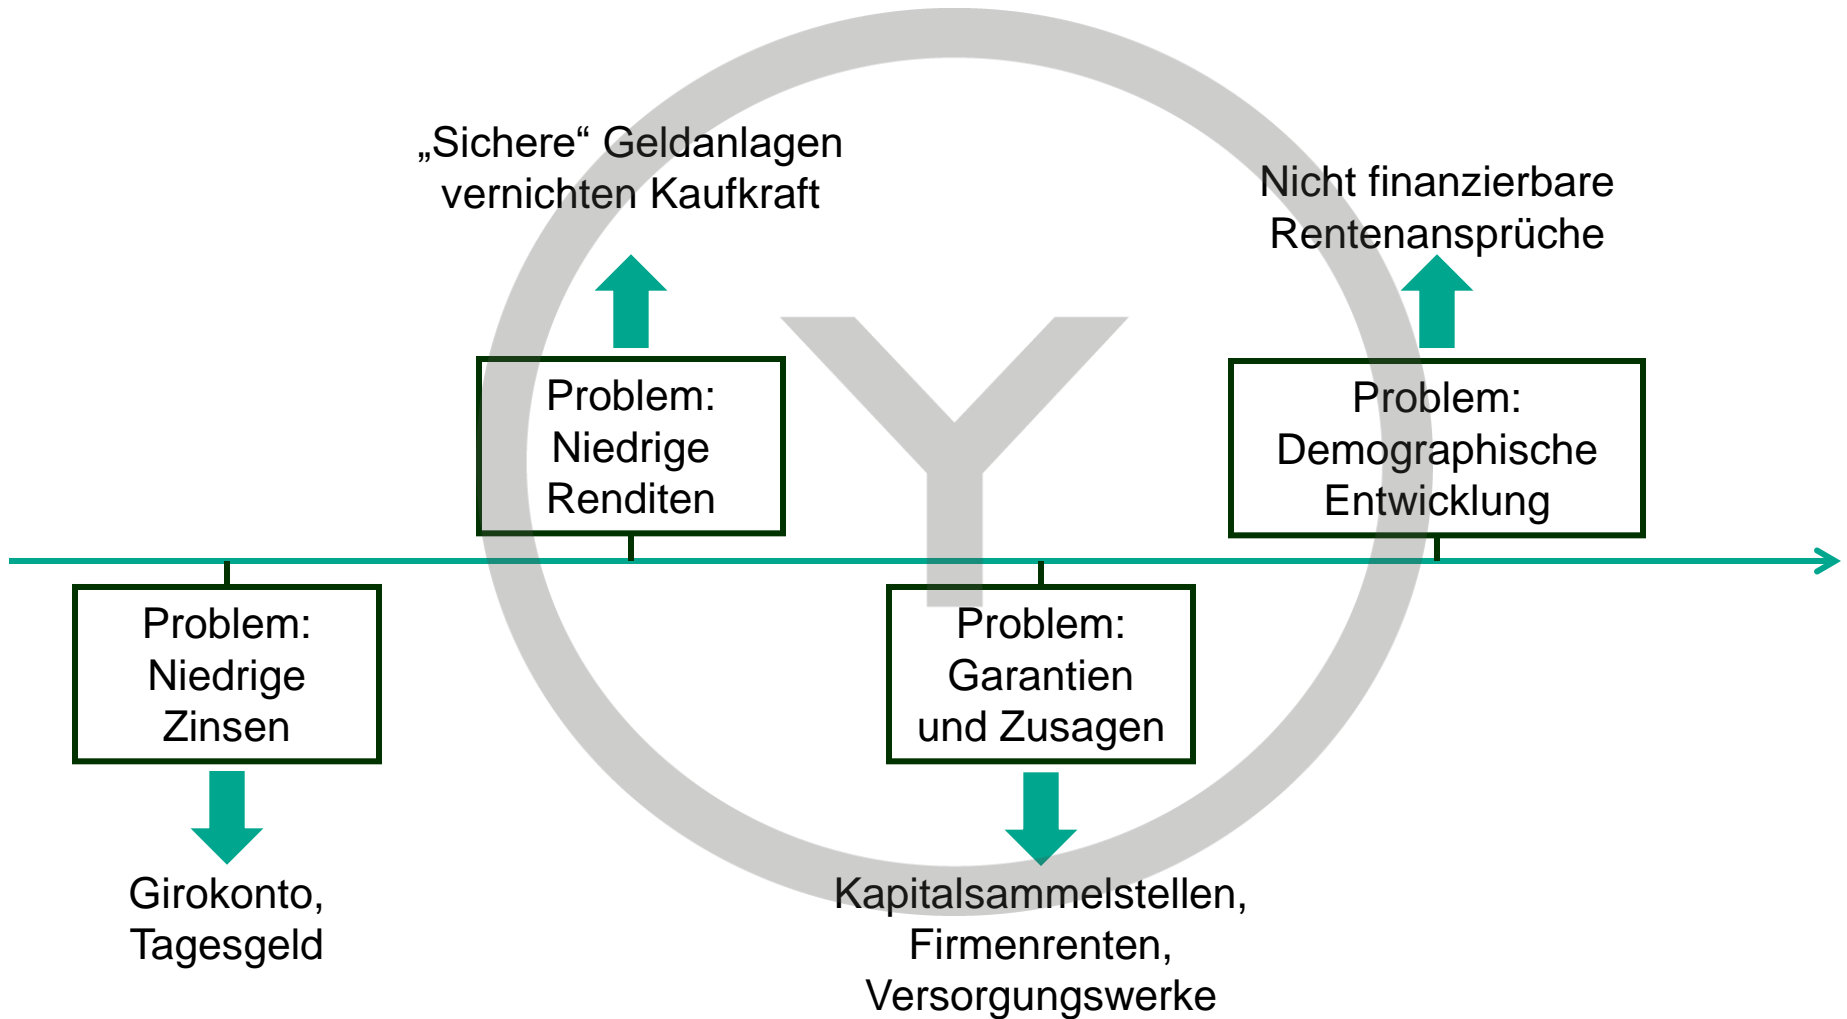 „Sichere“ Geldanlagen
vernichten Kaufkraft
Nicht finanzierbare
Rentenansprüche
Problem:
Niedrige
Renditen
Problem:
Demographische
Entwicklung
Problem:
Niedrige
Zinsen
Problem:
Garantien
und Zusagen
Girokonto,
Tagesgeld
Kapitalsammelstellen,
Firmenrenten,
Versorgungswerke
Y